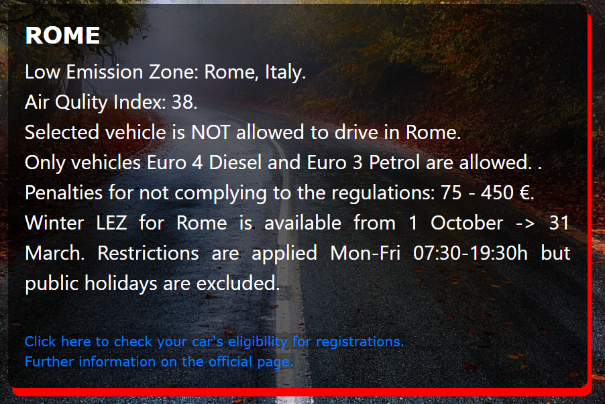 ROME
Low Emission Zone: Rome, Italy.
Air Qulity Index: 38.
Selected vehicle is NOT allowed to drive in Rome.
Only vehicles Euro 4 Diesel and Euro 3 Petrol are allowed. .
Penalties for not complying to the regulations: 75 - 450 €.
Winter LEZ for Rome is available from 1 October -> 31
March. Restrictions are applied Mon-Fri 07:30-19:30h but
public holidays are excluded.
Click here to check your car's eligibility for registrations.
Further information on the official page.